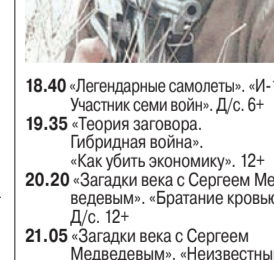 18.40 «Легендарные самолеты». «И-1
Участник семи войн». Д/с. 6+
19.35 «Теория заговора.
Гибридная война».
«Как убить экономику». 12+
20.20 «Загадки века с Сергеем Ме
ведевым». «Братание кровью
Д/с. 12+
21.05 «Загадки века с Сергеем
Медведевым». «Неизвестны